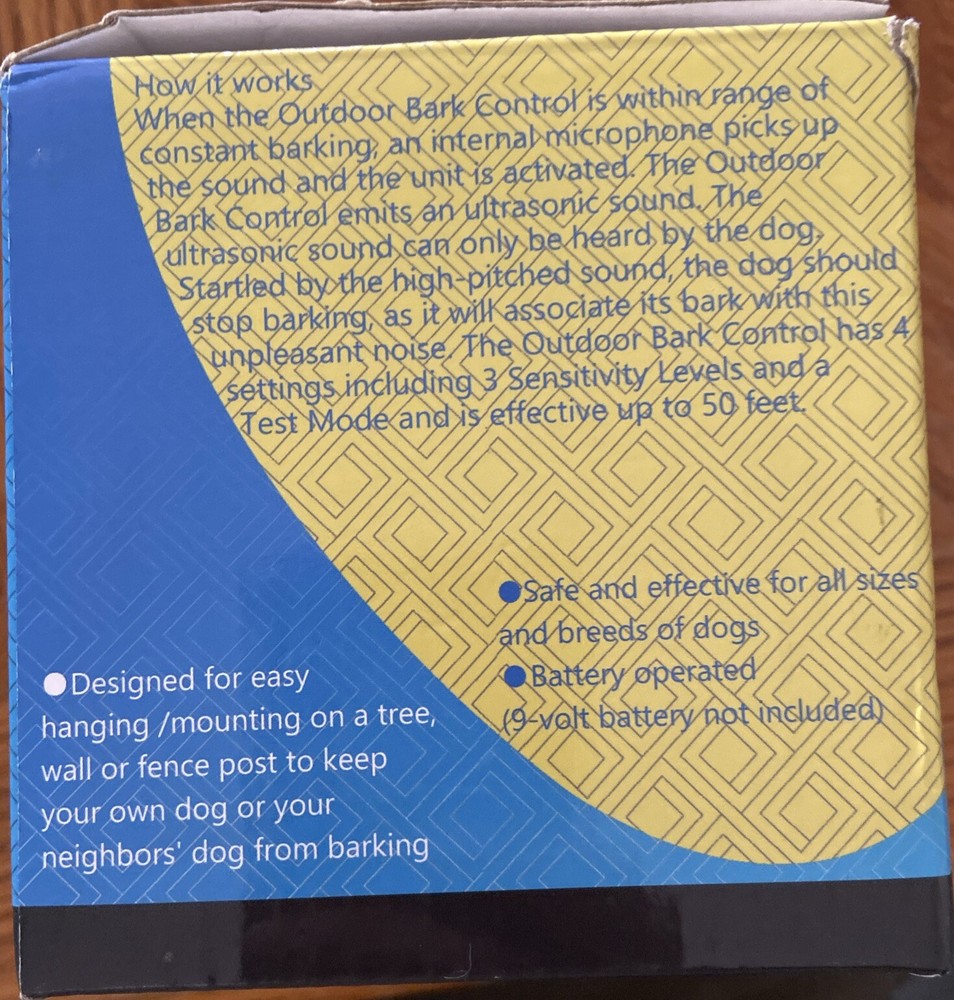 How it works
When the Outdoor Bark Control is within range of
constant barking, an internal microphone picks up
the sound and the unit is activated. The Outdoor
Bark Control emits an ultrasonic sound. The
ultrasonic sound can only be heard by the dog.
Startled by the high-pitched sound, the dog should
stop barking, as it will associate its bark with this
unpleasant noise. The Outdoor Bark Control has 4
settings including 3 Sensitivity Levels and a
Test Mode and is effective up to 50 feet.
●Safe and effective for all sizes
and breeds of dogs
●Battery operated
(9-volt battery not included)
●Designed for easy
hanging /mounting on a tree,
wall or fence post to keep
your own dog or your
neighbors' dog from barking